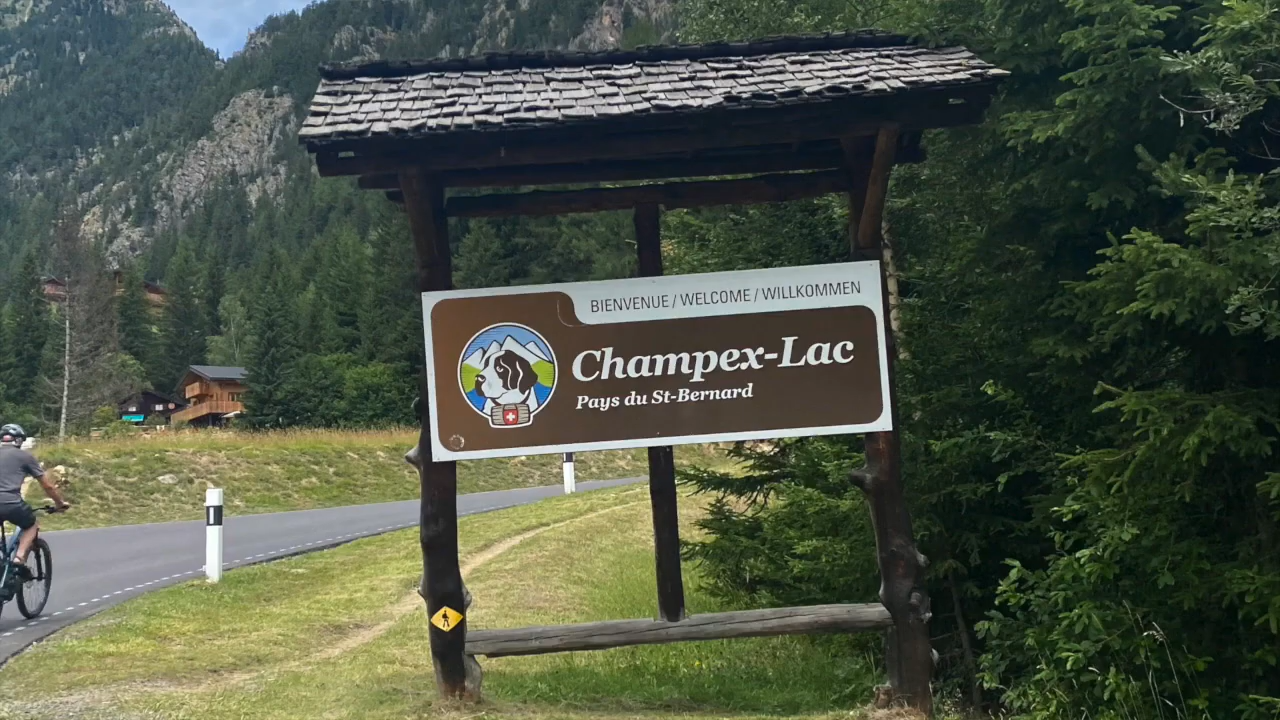 BIENVENUE / WELCOME / WILLKOMMEN
Champex-Lac
Pays du St-Bernard